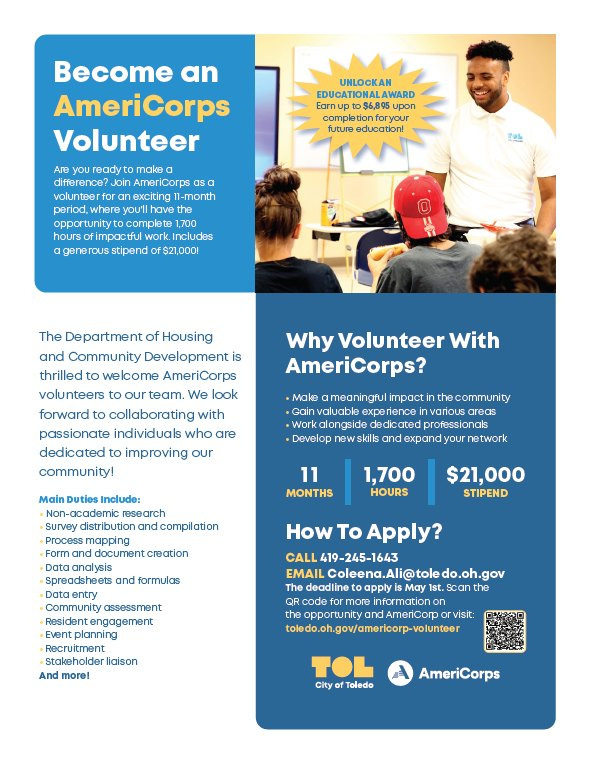 Become an
AmeriCorps
Volunteer
Are you ready to make a
difference? Join AmeriCorps as a
volunteer for an exciting 11-month
period, where you'll have the
opportunity to complete 1,700
hours of impactful work. Includes
a generous stipend of $21,000!
UNLOCK AN
EDUCATIONAL AWARD
Earn up to $6,895 upon
completion for your
future education!
TOL
The Department of Housing
and Community Development is
thrilled to welcome AmeriCorps
volunteers to our team. We look
forward to collaborating with
passionate individuals who are
dedicated to improving our
community!
Main Duties Include:
• Non-academic research
• Survey distribution and compilation
• Process mapping
• Form and document creation
• Data analysis
• Spreadsheets and formulas
• Data entry
• Community assessment
• Resident engagement
• Event planning
• Recruitment
• Stakeholder liaison
And more!
Why Volunteer With
AmeriCorps?
• Make a meaningful impact in the community
• Gain valuable experience in various areas
• Work alongside dedicated professionals
• Develop new skills and expand your network
11
MONTHS
1,700
HOURS
$21,000
STIPEND
How To Apply?
CALL 419-245-1643
EMAIL Coleena.Ali@toledo.oh.gov
The deadline to apply is May 1st. Scan the
QR code for more information on
the opportunity and AmeriCorp or visit:
toledo.oh.gov/americorp-volunteer
TOL
City of Toledo
AmeriCorps